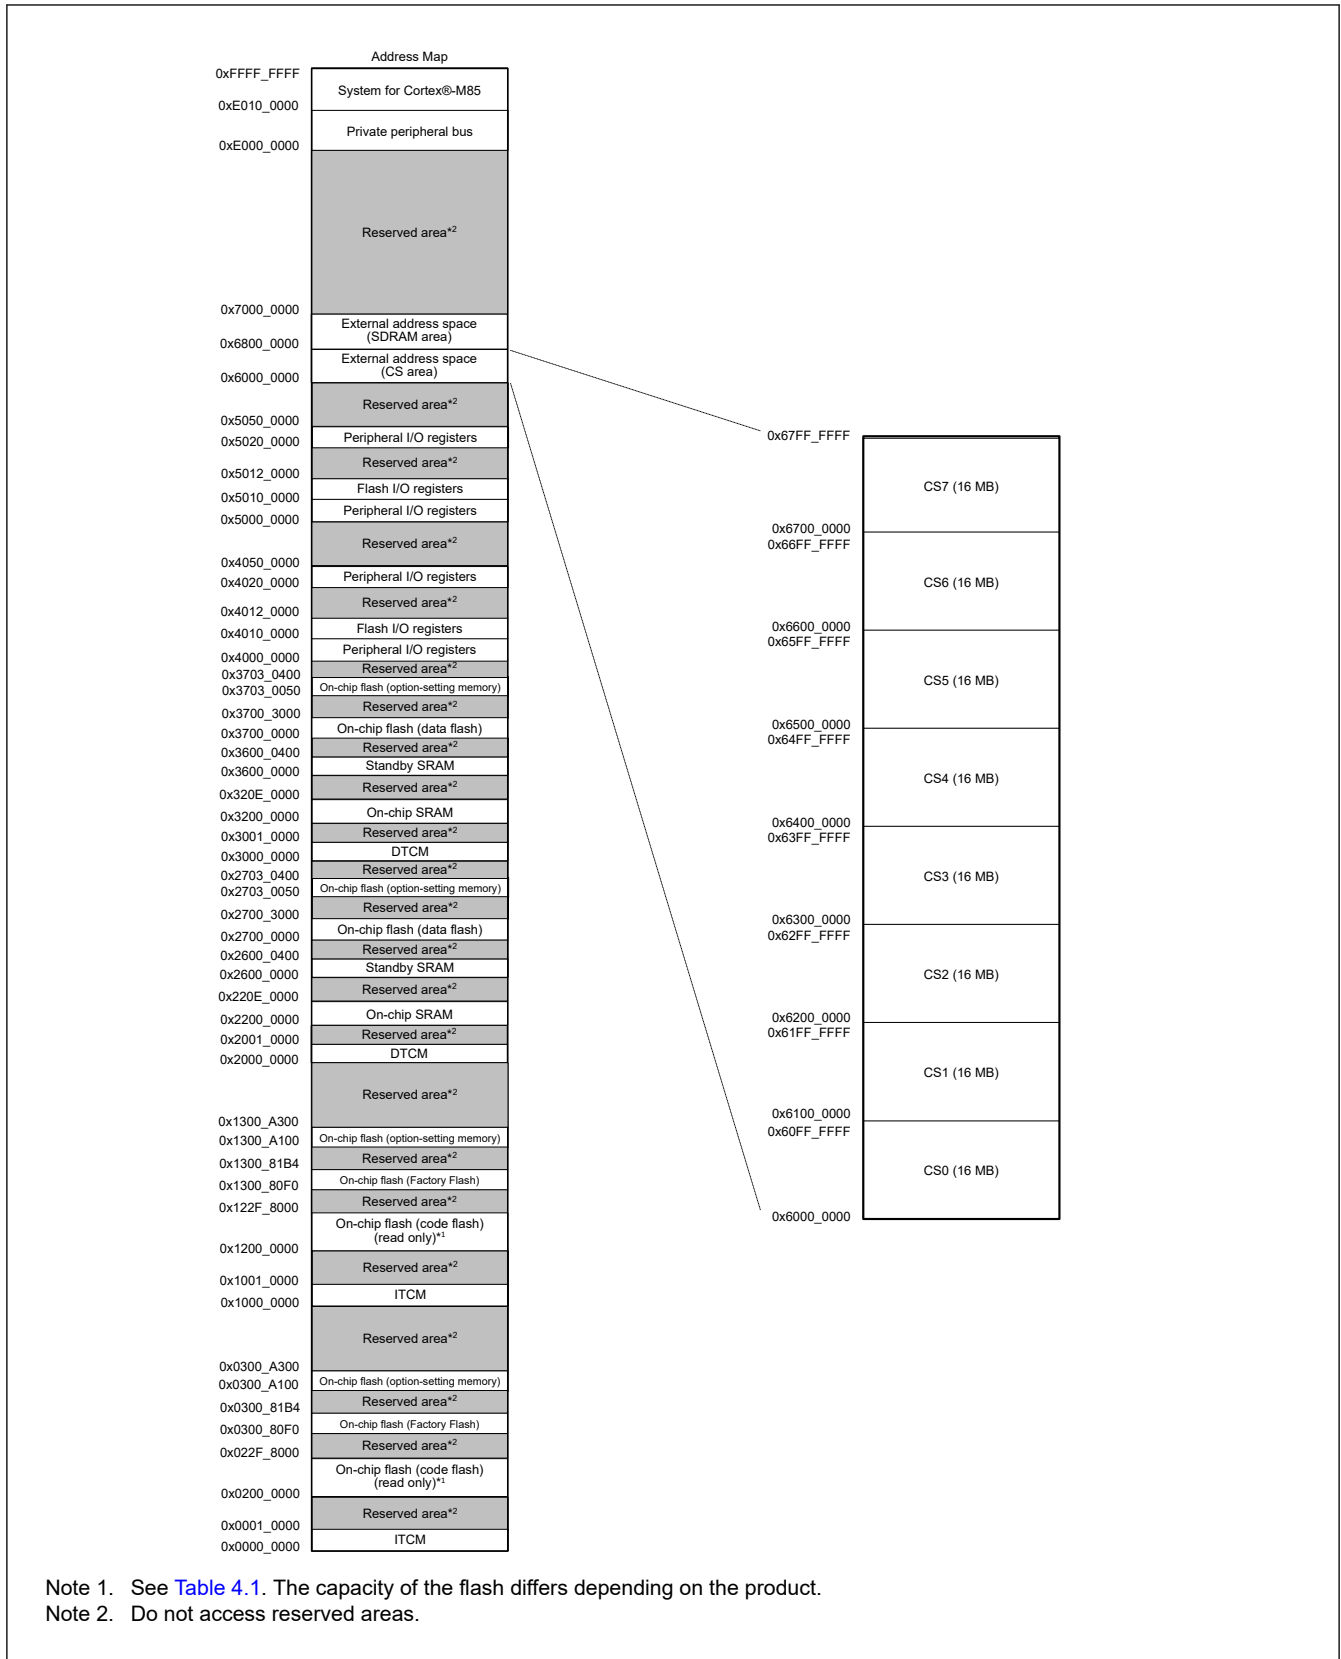 Address Map
0xFFFF_FFFF
System for Cortex®-M85
0xE010_0000
Private peripheral bus
0xE000_0000
Reserved area*2
0x7000_0000
External address space
(SDRAM area)
0x6800_0000
External address space
(CS area)
0x6000_0000
Reserved area*2
0x5050_0000
Peripheral I/O registers
0x5020_0000
Reserved area*2
0x5012_0000
Flash I/O registers
0x5010_0000
Peripheral I/O registers
0x5000_0000
Reserved area*2
0x4050_0000
Peripheral I/O registers
0x4020_0000
Reserved area*2
0x4012_0000
Flash I/O registers
0x4010_0000
Peripheral I/O registers
0x4000_0000
Reserved area*2
0x3703_0400
On-chip flash (option-setting memory)
0x3703_0050
Reserved area*2
0x3700_3000
On-chip flash (data flash)
0x3700_0000
Reserved area*2
0x3600_0400
Standby SRAM
0x3600_0000
Reserved area*2
0x320E_0000
On-chip SRAM
0x3200_0000
Reserved area*2
0x3001_0000
DTCM
0x3000_0000
Reserved area*2
0x2703_0400
On-chip flash (option-setting memory)
0x2703_0050
Reserved area*2
0x2700_3000
On-chip flash (data flash)
0x2700_0000
Reserved area*2
0x2600_0400
Standby SRAM
0x2600_0000
Reserved area*2
0x220E_0000
On-chip SRAM
0x2200_0000
Reserved area*2
0x2001_0000
DTCM
0x2000_0000
Reserved area*2
0x1300_A300
On-chip flash (option-setting memory)
0x1300_A100
Reserved area*2
0x1300_81B4
On-chip flash (Factory Flash)
0x1300_80F0
Reserved area*2
0x122F_8000
On-chip flash (code flash)
(read only)*1
0x1200_0000
Reserved area*2
0x1001_0000
ITCM
0x1000_0000
Reserved area*2
0x0300_A300
On-chip flash (option-setting memory)
0x0300_A100
Reserved area*2
0x0300_81B4
On-chip flash (Factory Flash)
0x0300_80F0
Reserved area*2
0x022F_8000
On-chip flash (code flash)
(read only)*1
0x0200_0000
Reserved area*2
0x0001_0000
ITCM
0x0000_0000
0x67FF_FFFF
CS7 (16 MB)
0x6700_0000
0x66FF_FFFF
CS6 (16 MB)
0x6600_0000
0x65FF_FFFF
CS5 (16 MB)
0x6500_0000
0x64FF_FFFF
CS4 (16 MB)
0x6400_0000
0x63FF_FFFF
CS3 (16 MB)
0x6300_0000
0x62FF_FFFF
CS2 (16 MB)
0x6200_0000
0x61FF_FFFF
CS1 (16 MB)
0x6100_0000
0x60FF_FFFF
CS0 (16 MB)
0x6000_0000
Note 1. See Table 4.1. The capacity of the flash differs depending on the product.
Note 2. Do not access reserved areas.